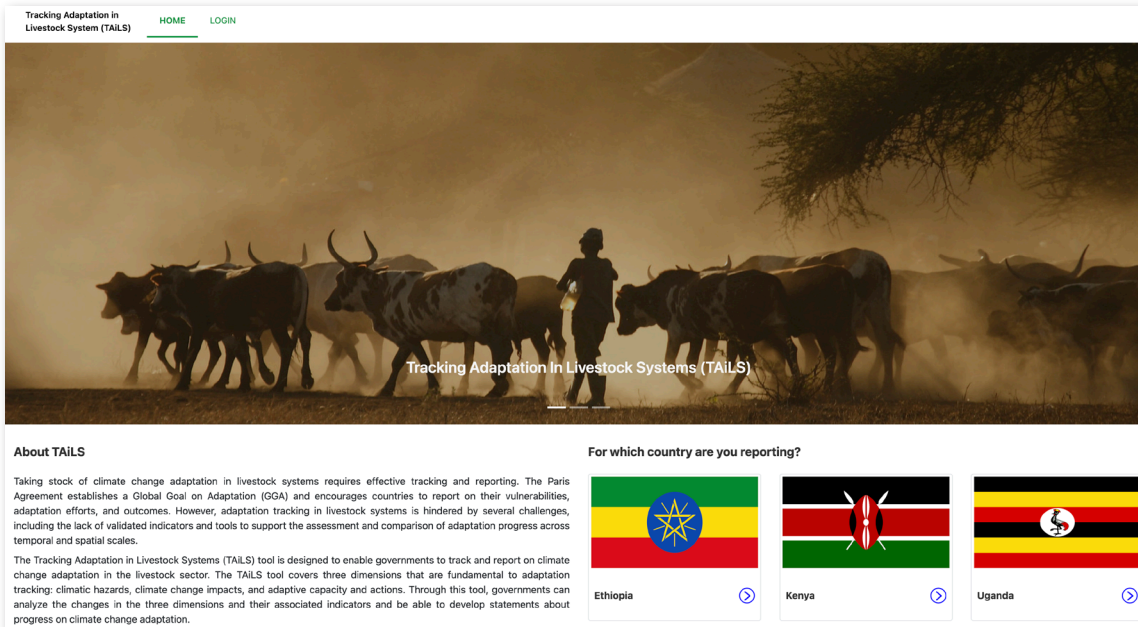 Tracking Adaptation in
Livestock System (TAiLS)
HOME
LOGIN
Tracking Adaptation In Livestock Systems (TAiLS)
About TAiLS
Taking stock of climate change adaptation in livestock systems requires effective tracking and reporting. The Paris
Agreement establishes a Global Goal on Adaptation (GGA) and encourages countries to report on their vulnerabilities,
adaptation efforts, and outcomes. However, adaptation tracking in livestock systems is hindered by several challenges,
including the lack of validated indicators and tools to support the assessment and comparison of adaptation progress across
temporal and spatial scales.
The Tracking Adaptation in Livestock Systems (TAiLS) tool is designed to enable governments to track and report on climate
change adaptation in the livestock sector. The TAiLS tool covers three dimensions that are fundamental to adaptation
tracking: climatic hazards, climate change impacts, and adaptive capacity and actions. Through this tool, governments can
analyze the changes in the three dimensions and their associated indicators and be able to develop statements about
progress on climate change adaptation.
For which country are you reporting?
Ethiopia
Kenya
Uganda